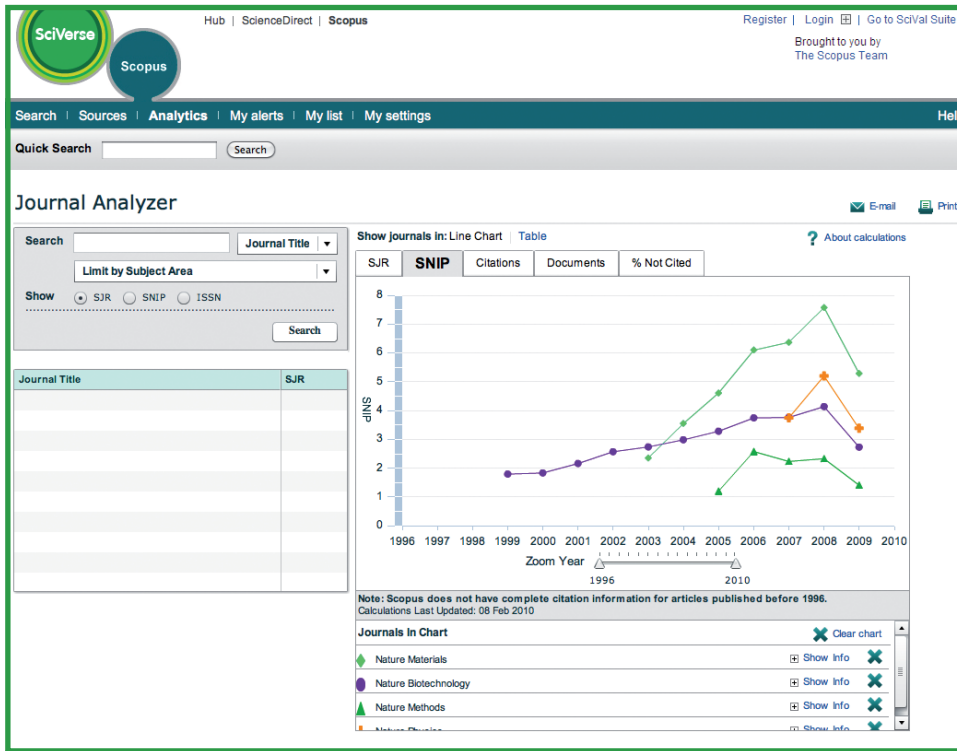 Hub | ScienceDirect | Scopus
Register | Login | Go to SciVal Suite
SciVerse
Scopus
Brought to you by
The Scopus Team
Search | Sources | Analytics | My alerts | My list | My settings
Quick Search
Search
Journal Analyzer
E-mail
Print
Search
Journal Title
Limit by Subject Area
Show
SJR
SNIP
ISSN
Search
Journal Title
SJR
Show journals in: Line Chart | Table
About calculations
SJR
SNIP
Citations
Documents
% Not Cited
SNIP
8
7
6
5
4
3
2
1
0
1996 1997 1998 1999 2000 2001 2002 2003 2004 2005 2006 2007 2008 2009 2010
Zoom Year
1996
2010
Note: Scopus does not have complete citation information for articles published before 1996.
Calculations Last Updated: 08 Feb 2010
Journals In Chart
Clear chart
Nature Materials
Show Info
Nature Biotechnology
Show Info
Nature Methods
Show Info